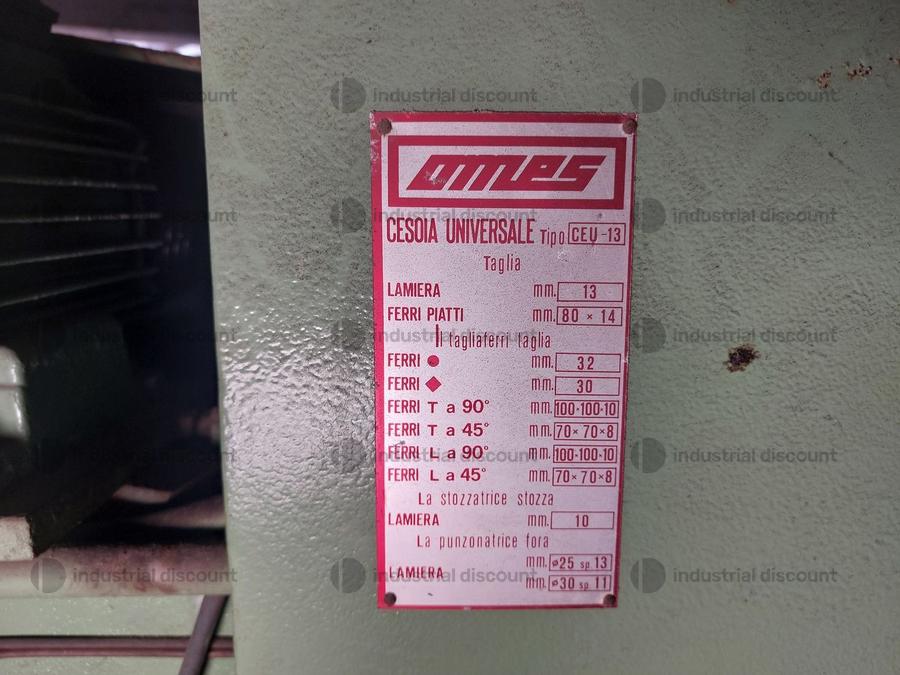 omes
CESOIA UNIVERSALE Tipo CEU-13
Taglia
LAMIERA mm. 13
FERRI PIATTI mm. 80 × 14
Il tagliaferri taglia
FERRI ● mm. 32
FERRI ◆ mm. 30
FERRI T a 90° mm. 100·100·10
FERRI T a 45° mm. 70×70×8
FERRI L a 90° mm. 100·100·10
FERRI L a 45° mm. 70×70×8
La stozzatrice stozza
LAMIERA mm. 10
La punzonatrice fora
LAMIERA mm. ø25 sp. 13
mm. ø30 sp. 11
industrial discount